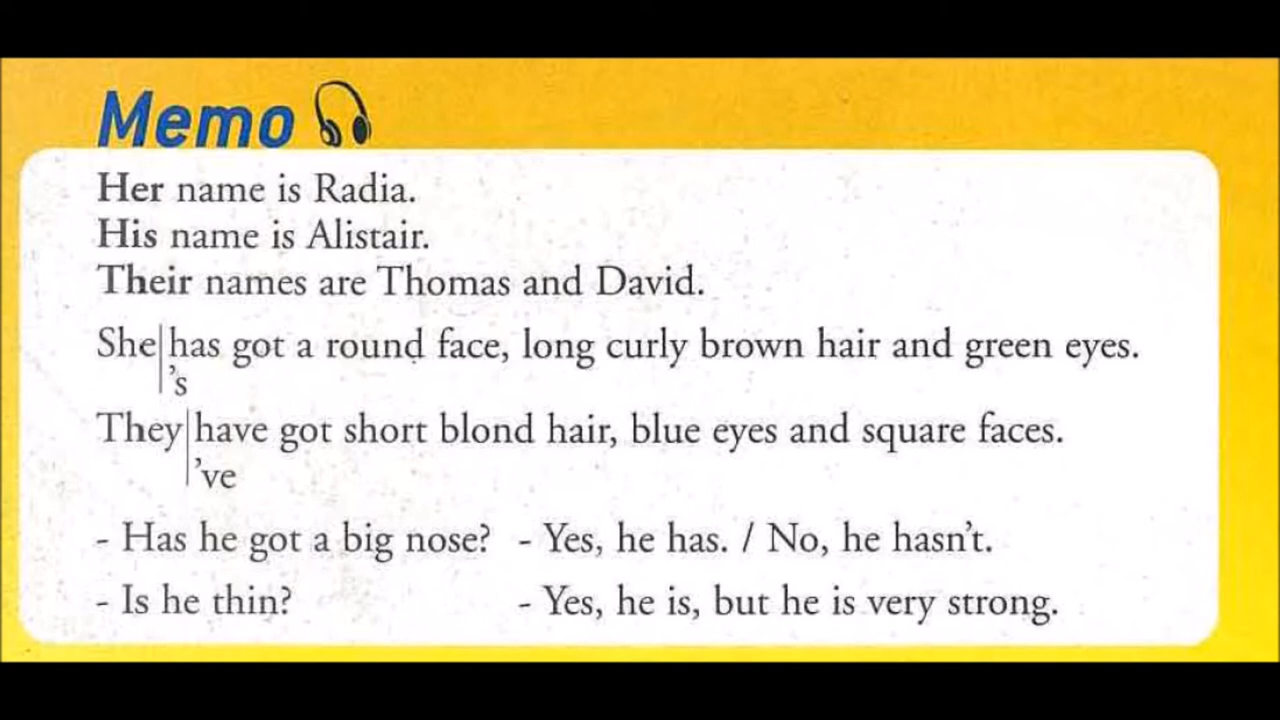 Memo
Her name is Radia.
His name is Alistair.
Their names are Thomas and David.
She has got a round face, long curly brown hair and green eyes.
's
They have got short blond hair, blue eyes and square faces.
've
- Has he got a big nose? - Yes, he has. / No, he hasn't.
- Is he thin? - Yes, he is, but he is very strong.